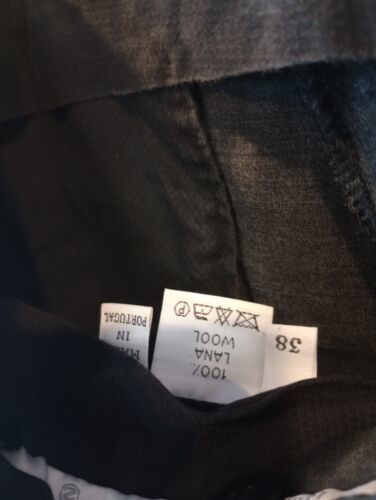 38
100%
LANA
WOOL
P
IN
PORTUGAL